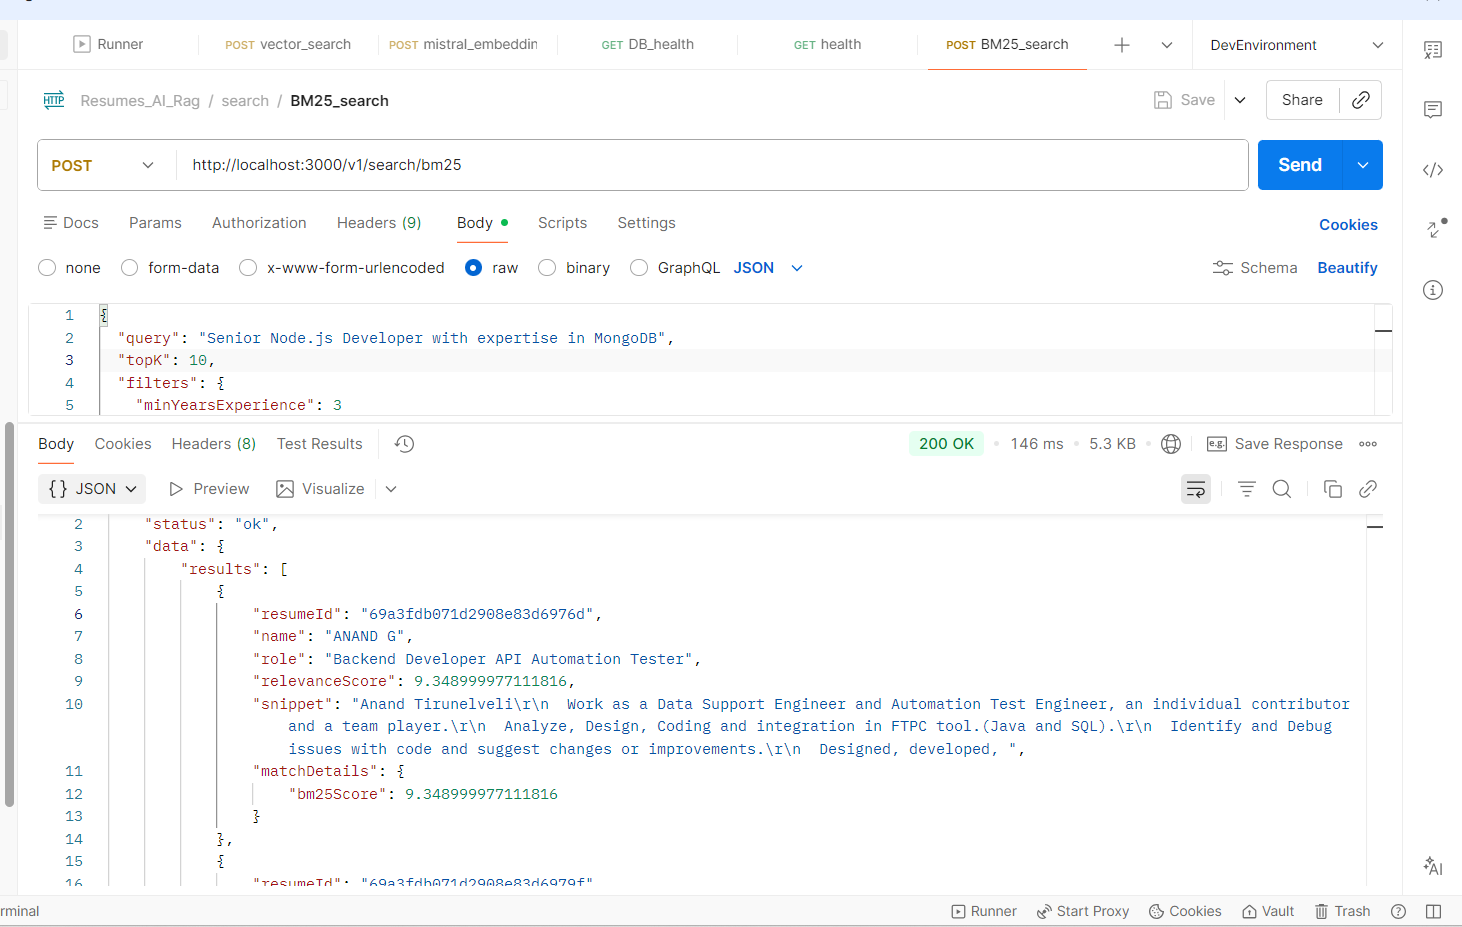 Runner
POST vector_search
POST mistral_embeddin
GET DB_health
GET health
POST BM25_search
DevEnvironment
HTTP Resumes_AI_Rag / search / BM25_search
Save
Share
POST
http://localhost:3000/v1/search/bm25
Send
Docs Params Authorization Headers (9) Body Scripts Settings
Cookies
none form-data x-www-form-urlencoded raw binary GraphQL JSON
Schema Beautify
1 {
2 "query": "Senior Node.js Developer with expertise in MongoDB",
3 "topK": 10,
4 "filters": {
5 "minYearsExperience": 3
Body Cookies Headers (8) Test Results
200 OK • 146 ms • 5.3 KB
e.g. Save Response
{} JSON Preview Visualize
2 "status": "ok",
3 "data": {
4 "results": [
5 {
6 "resumeId": "69a3fdb071d2908e83d6976d",
7 "name": "ANAND G",
8 "role": "Backend Developer API Automation Tester",
9 "relevanceScore": 9.348999977111816,
10 "snippet": "Anand Tirunelveli\r\n  Work as a Data Support Engineer and Automation Test Engineer, an individual contributor
and a team player.\r\n  Analyze, Design, Coding and integration in FTPC tool.(Java and SQL).\r\n  Identify and Debug
issues with code and suggest changes or improvements.\r\n  Designed, developed, ",
11 "matchDetails": {
12 "bm25Score": 9.348999977111816
13 }
14 },
15 {
16 "resumeId": "69a3fdb071d2908e83d6979f"
rminal
Runner Start Proxy Cookies Vault Trash